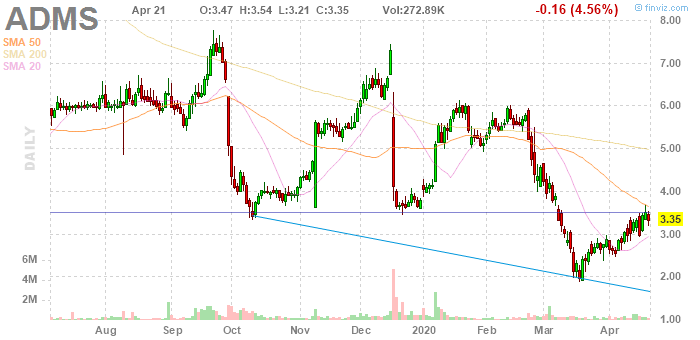 ADMS
Apr 21 O:3.47 H:3.54 L:3.21 C:3.35 Vol:272.89K
© finviz.com
-0.16 (4.56%)
SMA 50
SMA 200
SMA 20
DAILY
8.00
7.00
6.00
5.00
4.00
3.35
3.00
2.00
1.00
6M
4M
2M
Aug Sep Oct Nov Dec 2020 Feb Mar Apr